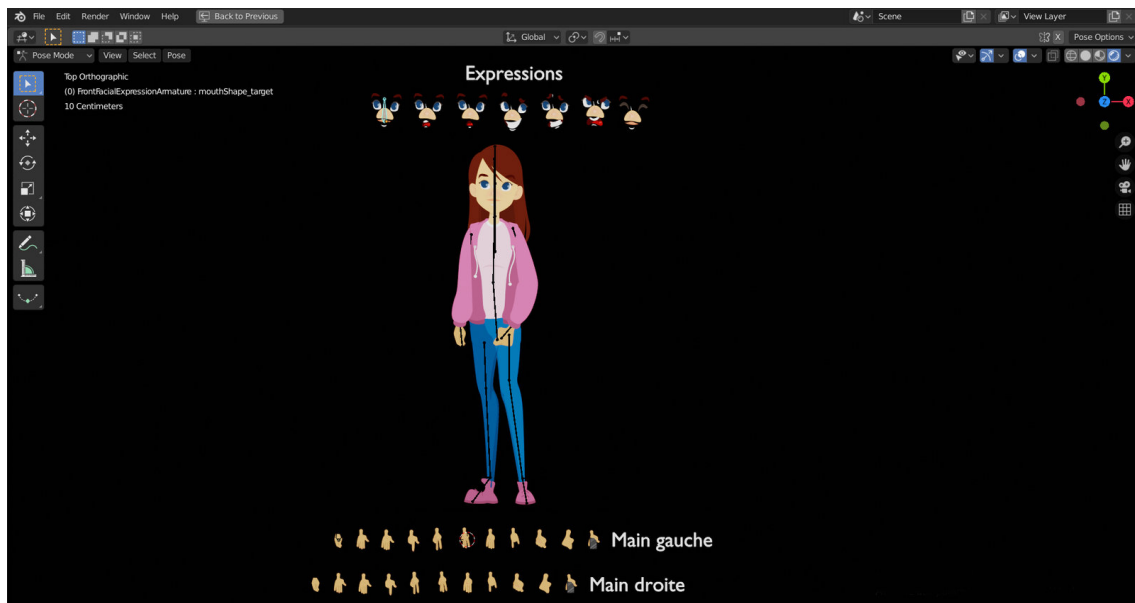 File Edit Render Window Help Back to Previous Scene View Layer
Global Pose Options
Pose Mode View Select Pose
Top Orthographic
(0) FrontFacialExpressionArmature : mouthShape_target
10 Centimeters
Expressions
Y
Z X
Main gauche
Main droite